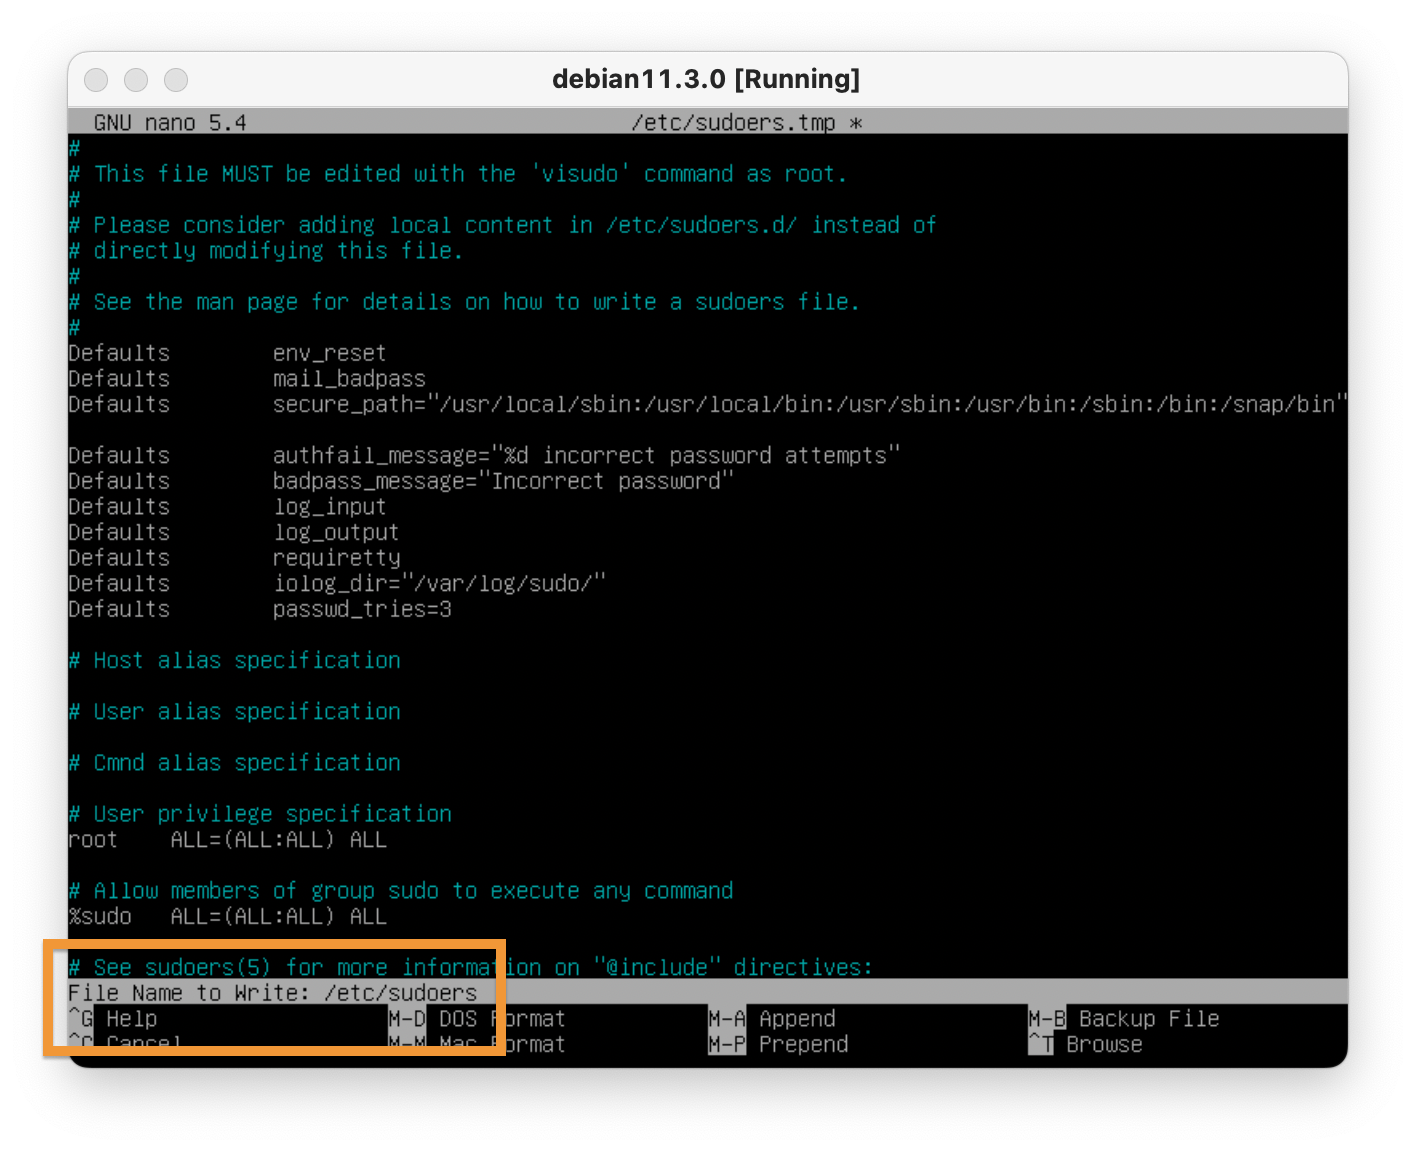 debian11.3.0 [Running]
GNU nano 5.4 /etc/sudoers.tmp *
#
# This file MUST be edited with the 'visudo' command as root.
#
# Please consider adding local content in /etc/sudoers.d/ instead of
# directly modifying this file.
#
# See the man page for details on how to write a sudoers file.
#
Defaults env_reset
Defaults mail_badpass
Defaults secure_path="/usr/local/sbin:/usr/local/bin:/usr/sbin:/usr/bin:/sbin:/bin:/snap/bin"
Defaults authfail_message="%d incorrect password attempts"
Defaults badpass_message="Incorrect password"
Defaults log_input
Defaults log_output
Defaults requiretty
Defaults iolog_dir="/var/log/sudo/"
Defaults passwd_tries=3
# Host alias specification
# User alias specification
# Cmnd alias specification
# User privilege specification
root ALL=(ALL:ALL) ALL
# Allow members of group sudo to execute any command
%sudo ALL=(ALL:ALL) ALL
# See sudoers(5) for more information on "@include" directives:
File Name to Write: /etc/sudoers
^G Help M-D DOS Format M-A Append M-B Backup File
^C Cancel M-M Mac Format M-P Prepend ^T Browse